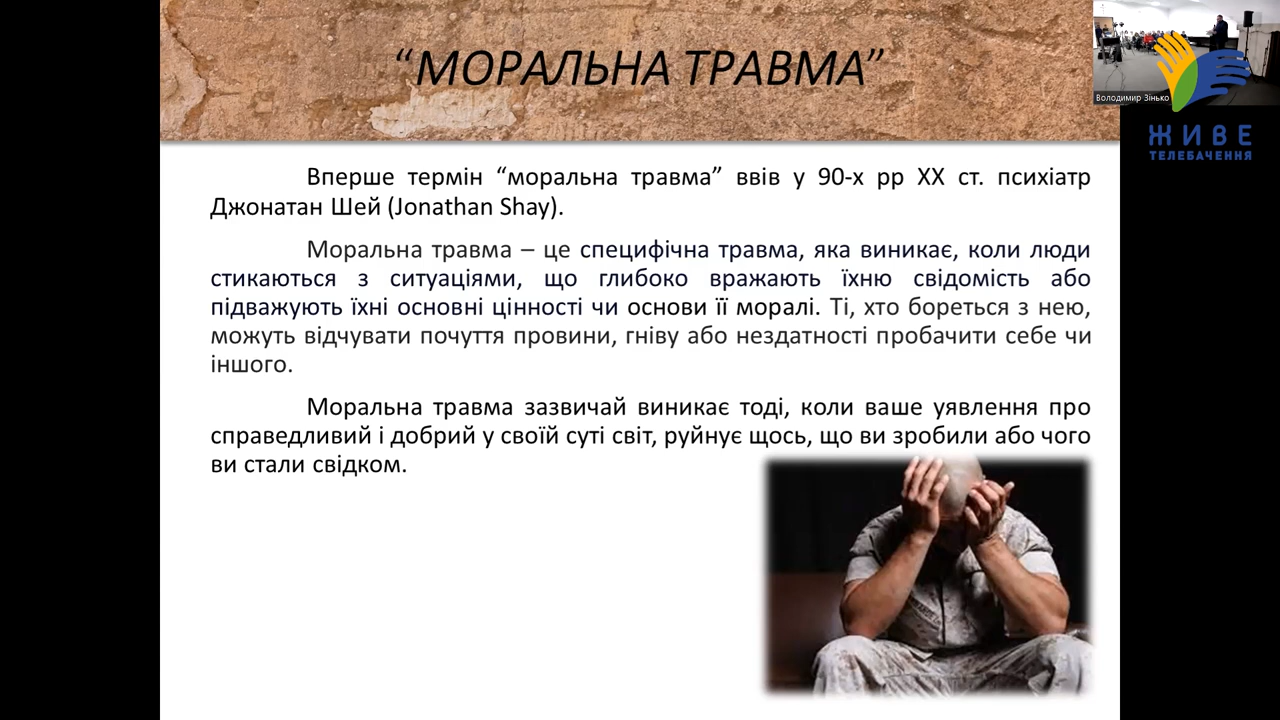 “МОРАЛЬНА ТРАВМА”
Володимир Зінько
ЖИВЕ
ТЕЛЕБАЧЕННЯ
Вперше термін “моральна травма” ввів у 90-х рр ХХ ст. психіатр
Джонатан Шей (Jonathan Shay).
Моральна травма – це специфічна травма, яка виникає, коли люди
стикаються з ситуаціями, що глибоко вражають їхню свідомість або
підважують їхні основні цінності чи основи її моралі. Ті, хто бореться з нею,
можуть відчувати почуття провини, гніву або нездатності пробачити себе чи
іншого.
Моральна травма зазвичай виникає тоді, коли ваше уявлення про
справедливий і добрий у своїй суті світ, руйнує щось, що ви зробили або чого
ви стали свідком.